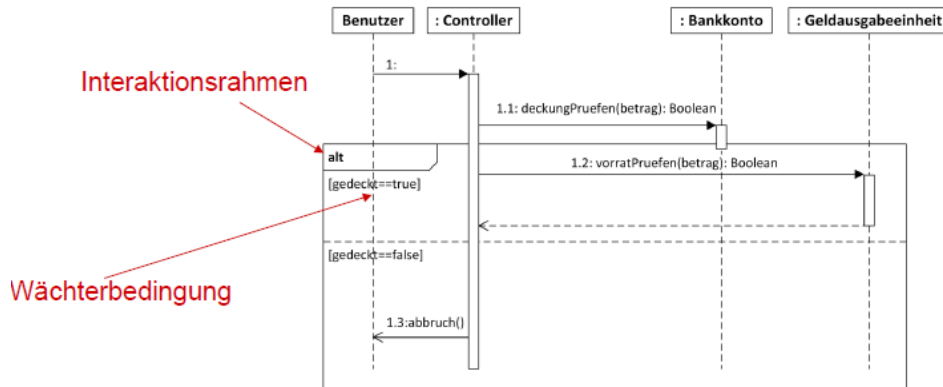 Benutzer
: Controller
: Bankkonto
: Geldausgabeeinheit
1:
Interaktionsrahmen
1.1: deckungPruefen(betrag): Boolean
alt
1.2: vorratPruefen(betrag): Boolean
[gedeckt==true]
[gedeckt==false]
Wächterbedingung
1.3:abbruch()